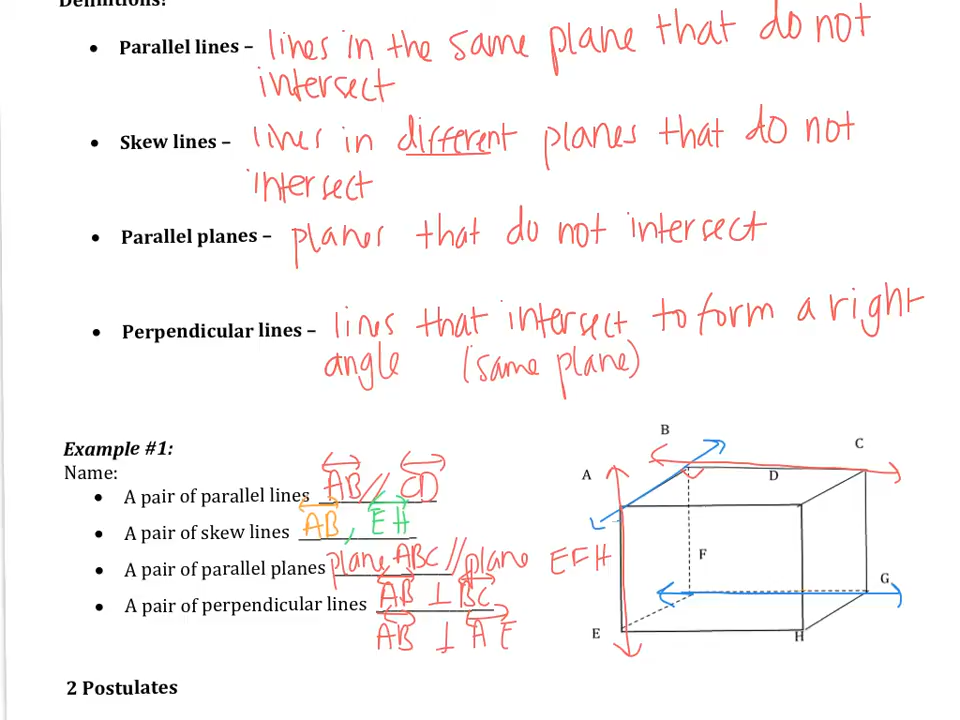 Definitions:
• Parallel lines – lines in the same plane that do not
intersect
• Skew lines – lines in different planes that do not
intersect
• Parallel planes – planes that do not intersect
• Perpendicular lines – lines that intersect to form a right
angle (same plane)
Example #1:
Name:
• A pair of parallel lines AB // CD
• A pair of skew lines AB, EH
• A pair of parallel planes plane ABC // plane EFH
• A pair of perpendicular lines AB ⊥ BC
AB ⊥ AE
B
C
A
D
F
G
E
H
2 Postulates